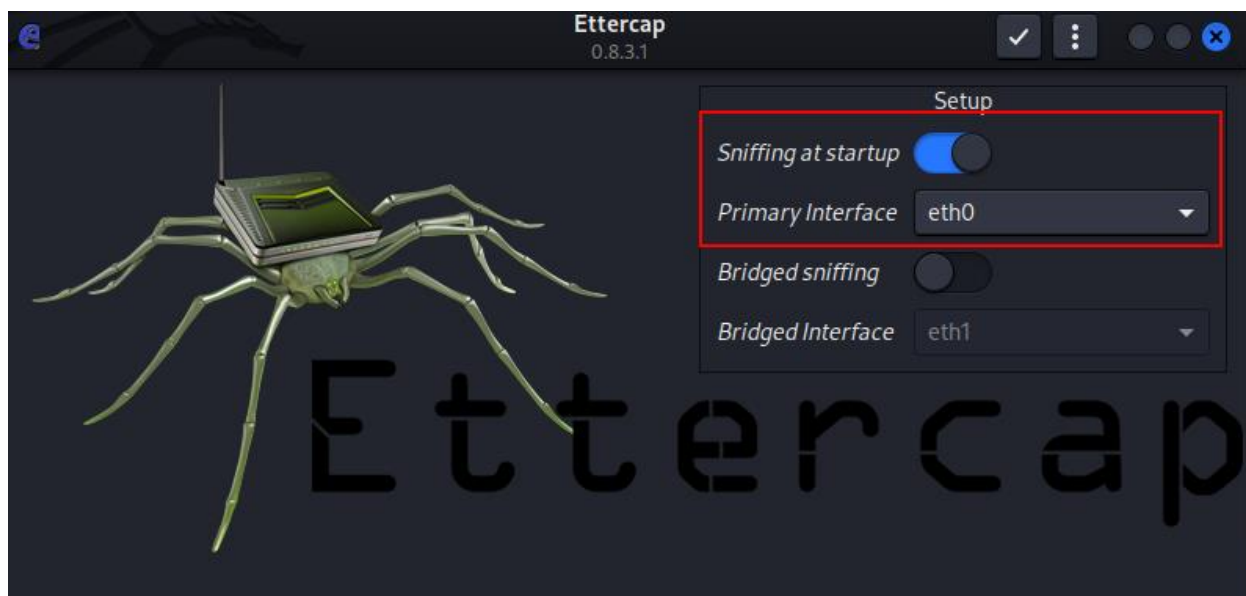 Ettercap
0.8.3.1
Setup
Sniffing at startup
Primary Interface eth0
Bridged sniffing
Bridged Interface eth1
Ettercap